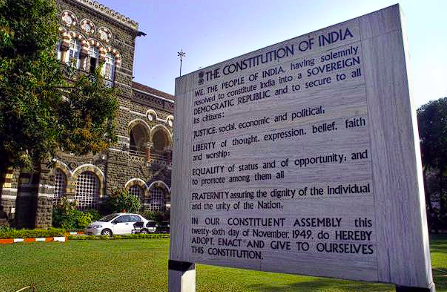 THE CONSTITUTION OF INDIA
WE, THE PEOPLE OF INDIA, having solemnly
resolved to constitute India into a SOVEREIGN
DEMOCRATIC REPUBLIC and to secure to all
its citizens:
JUSTICE, social, economic and political,
LIBERTY of thought, expression, belief, faith
and worship;
EQUALITY of status and of opportunity; and
to promote among them all
FRATERNITY assuring the dignity of the individual
and the unity of the Nation,
IN OUR CONSTITUENT ASSEMBLY this
twenty-sixth day of November, 1949, do HEREBY
ADOPT, ENACT AND GIVE TO OURSELVES
THIS CONSTITUTION.